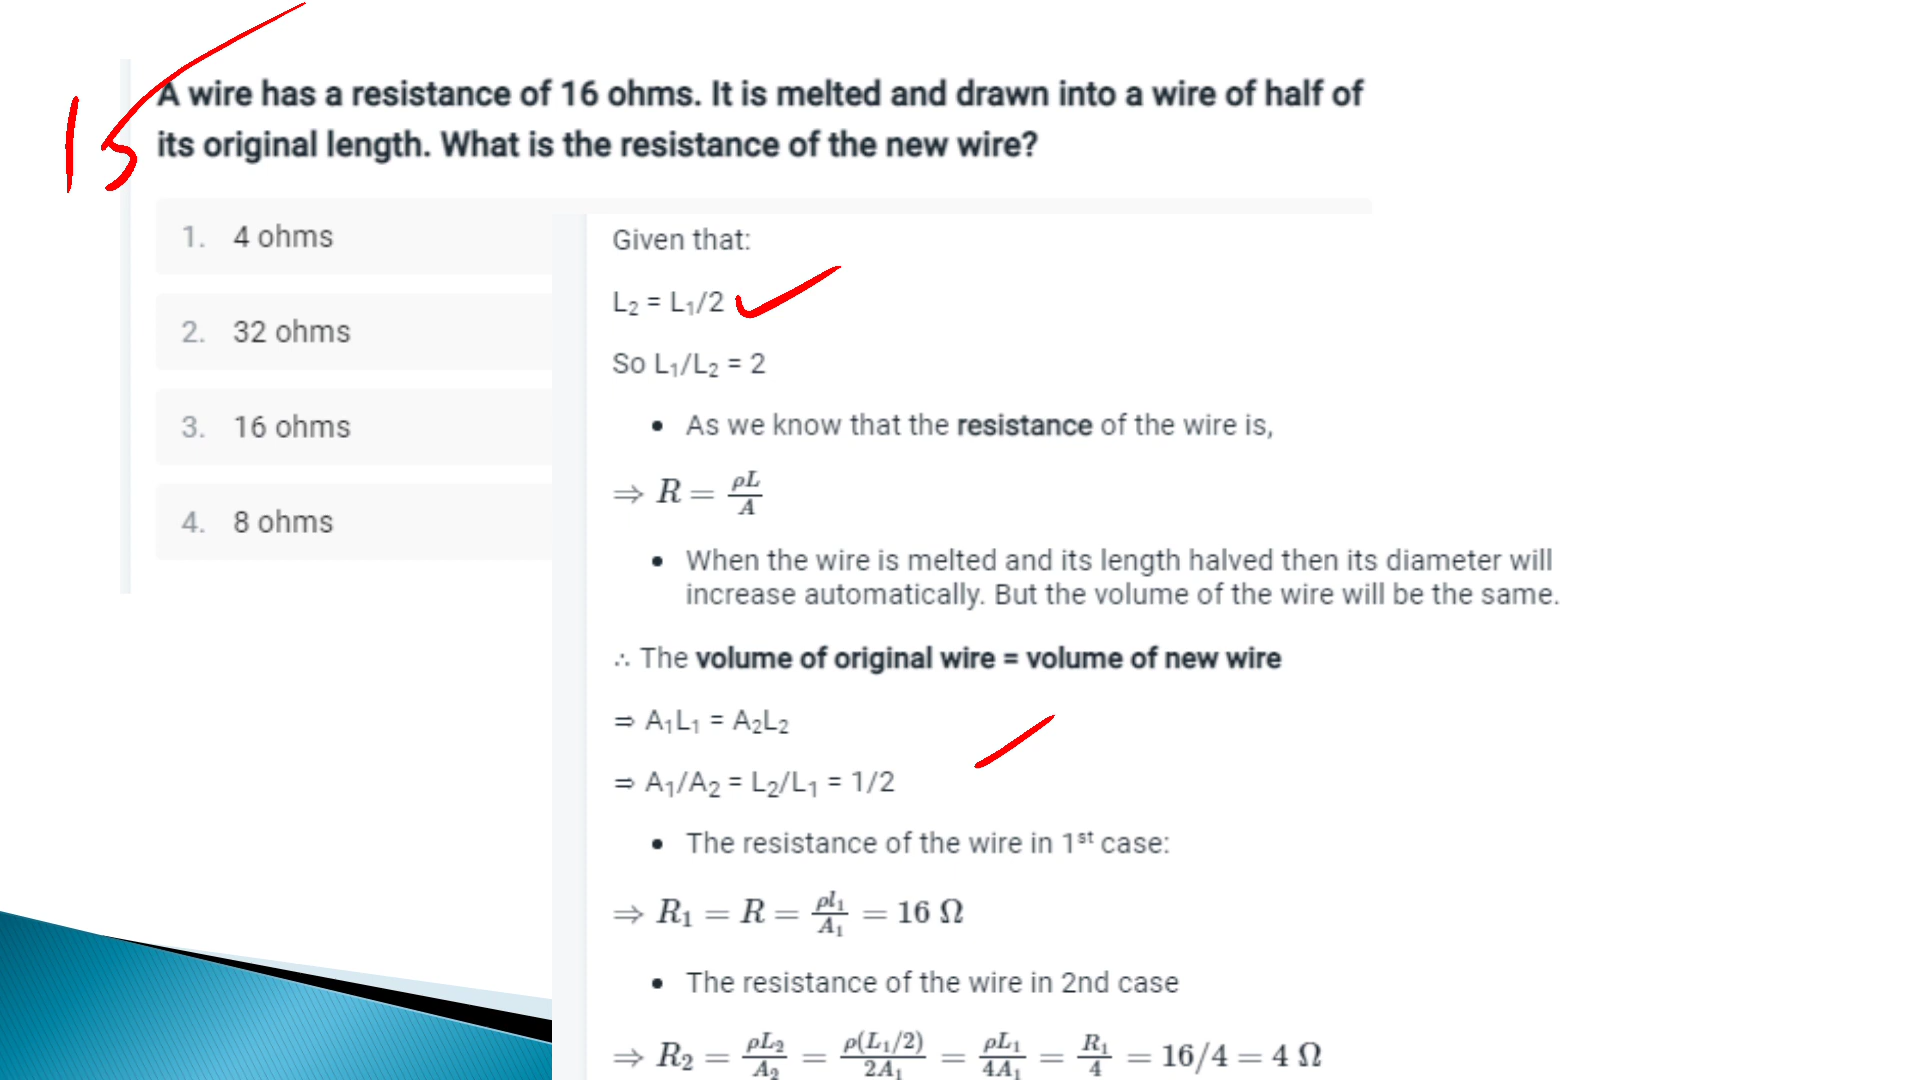 15
A wire has a resistance of 16 ohms. It is melted and drawn into a wire of half of
its original length. What is the resistance of the new wire?
1. 4 ohms
2. 32 ohms
3. 16 ohms
4. 8 ohms
Given that:
L₂ = L₁/2
So L₁/L₂ = 2
• As we know that the resistance of the wire is,
⇒ R = ρL/A
• When the wire is melted and its length halved then its diameter will
increase automatically. But the volume of the wire will be the same.
∴ The volume of original wire = volume of new wire
⇒ A₁L₁ = A₂L₂
⇒ A₁/A₂ = L₂/L₁ = 1/2
• The resistance of the wire in 1ˢᵗ case:
⇒ R₁ = R = ρl₁/A₁ = 16 Ω
• The resistance of the wire in 2nd case
⇒ R₂ = ρL₂/A₂ = ρ(L₁/2)/2A₁ = ρL₁/4A₁ = R₁/4 = 16/4 = 4 Ω